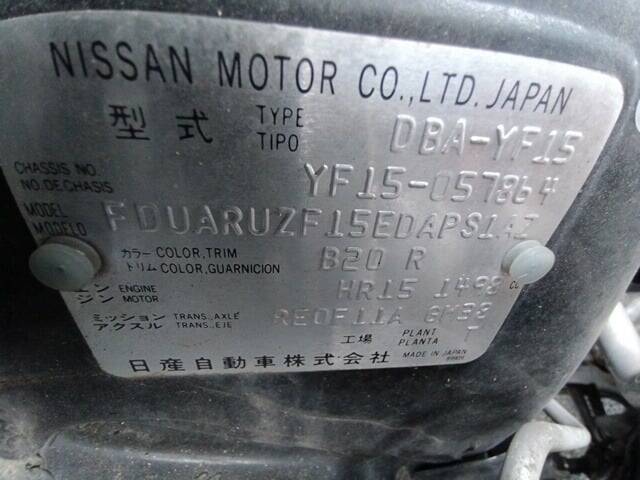 NISSAN MOTOR CO.,LTD. JAPAN
型式 TYPE TIPO DBA-YF15
CHASSIS NO. NO.DE.CHASIS YF15-057864
MODEL MODELO FDUARUZF15EDAPS1AZ
カラー COLOR,TRIM
トリム COLOR,GUARNICION B20 R
エンジン ENGINE MOTOR HR15 1498 CC
ミッション TRANS.,AXLE
アクスル TRANS.,EJE RE0F11A GM38
工場 PLANT PLANTA T
日産自動車株式会社 MADE IN JAPAN